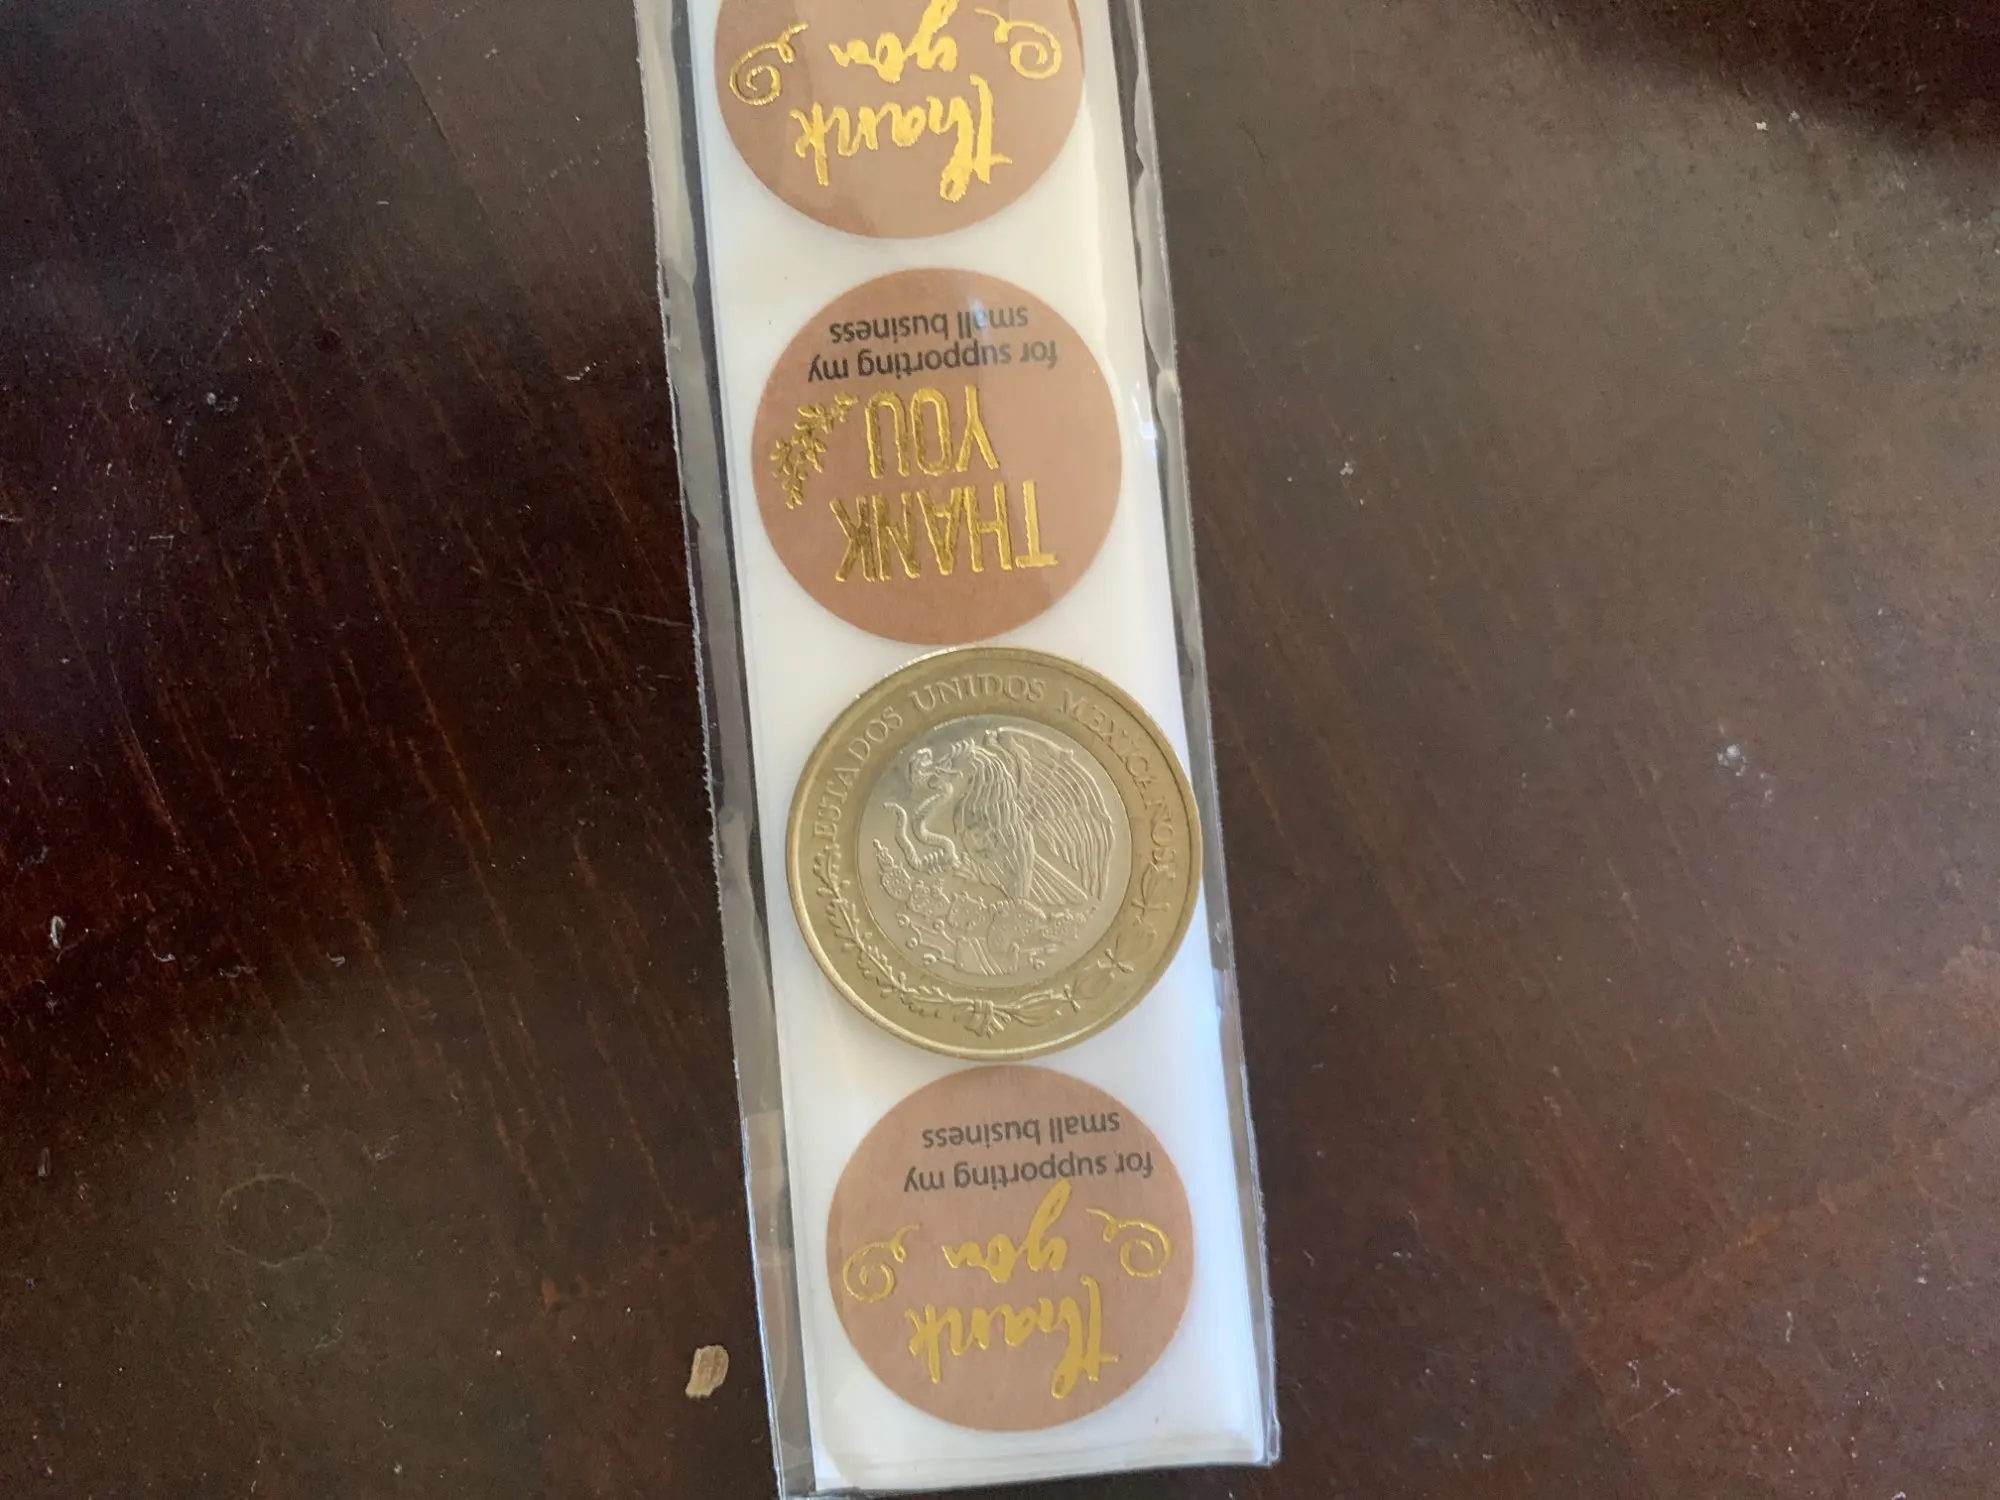 Thank
you
THANK
YOU
for supporting my
small business
ESTADOS UNIDOS MEXICANOS
Thank
you
for supporting my
small business